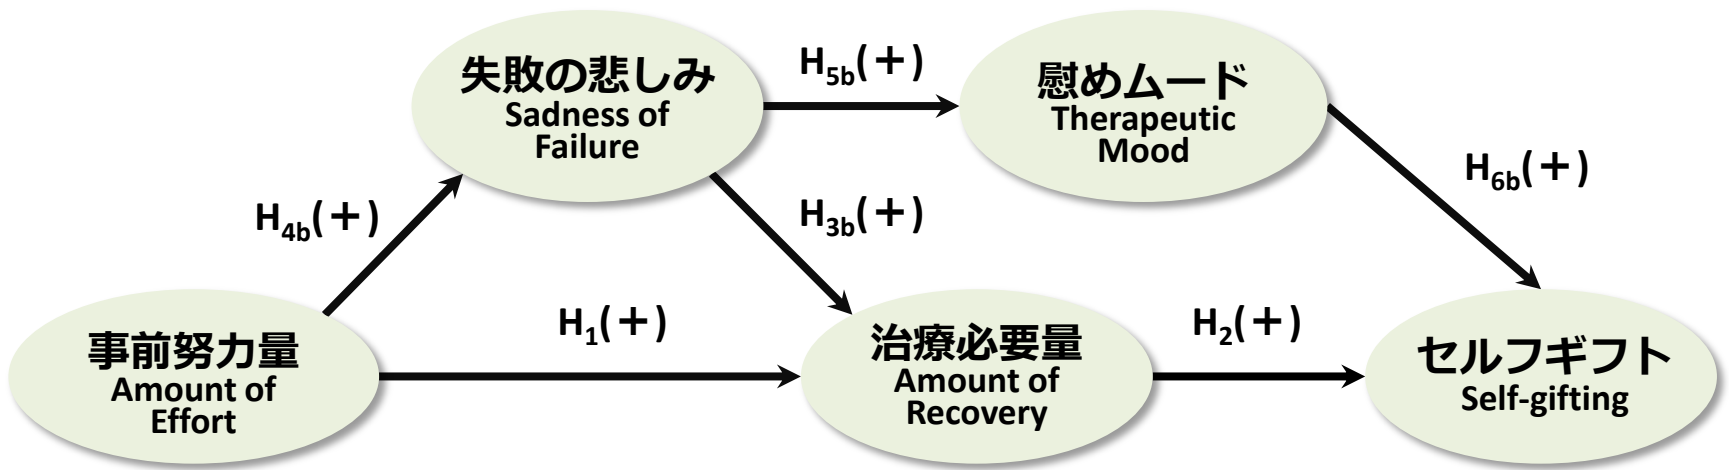 失敗の悲しみ
Sadness of
Failure
H5b(+)
慰めムード
Therapeutic
Mood
H4b(+)
H3b(+)
H6b(+)
事前努力量
Amount of
Effort
H1(+)
治療必要量
Amount of
Recovery
H2(+)
セルフギフト
Self-gifting